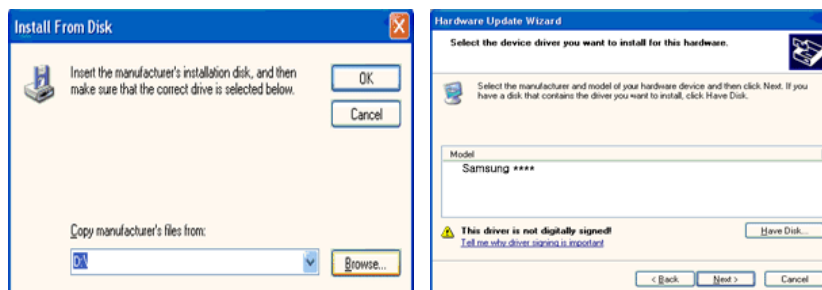 Install From Disk
Insert the manufacturer's installation disk, and then
make sure that the correct drive is selected below.
OK
Cancel
Copy manufacturer's files from:
D:\
Browse...
Hardware Update Wizard
Select the device driver you want to install for this hardware.
Select the manufacturer and model of your hardware device and then click Next. If you
have a disk that contains the driver you want to install, click Have Disk.
Model
Samsung ****
This driver is not digitally signed!
Tell me why driver signing is important
Have Disk...
< Back
Next >
Cancel